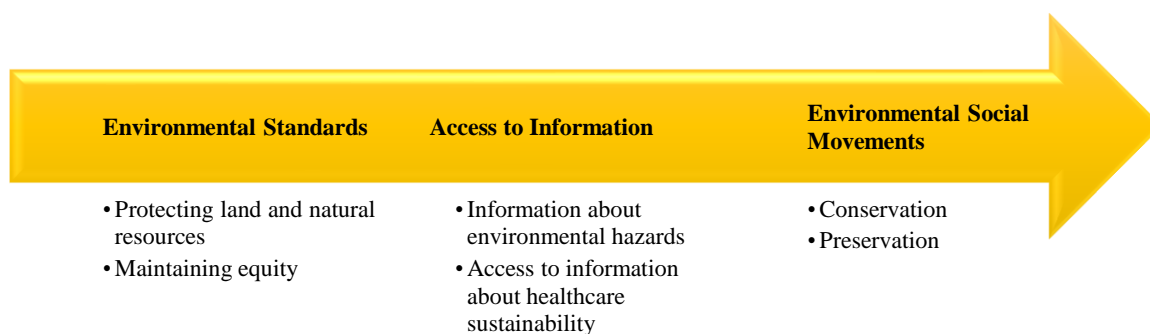 Environmental Standards
• Protecting land and natural
resources
• Maintaining equity
Access to Information
• Information about
environmental hazards
• Access to information
about healthcare
sustainability
Environmental Social
Movements
• Conservation
• Preservation